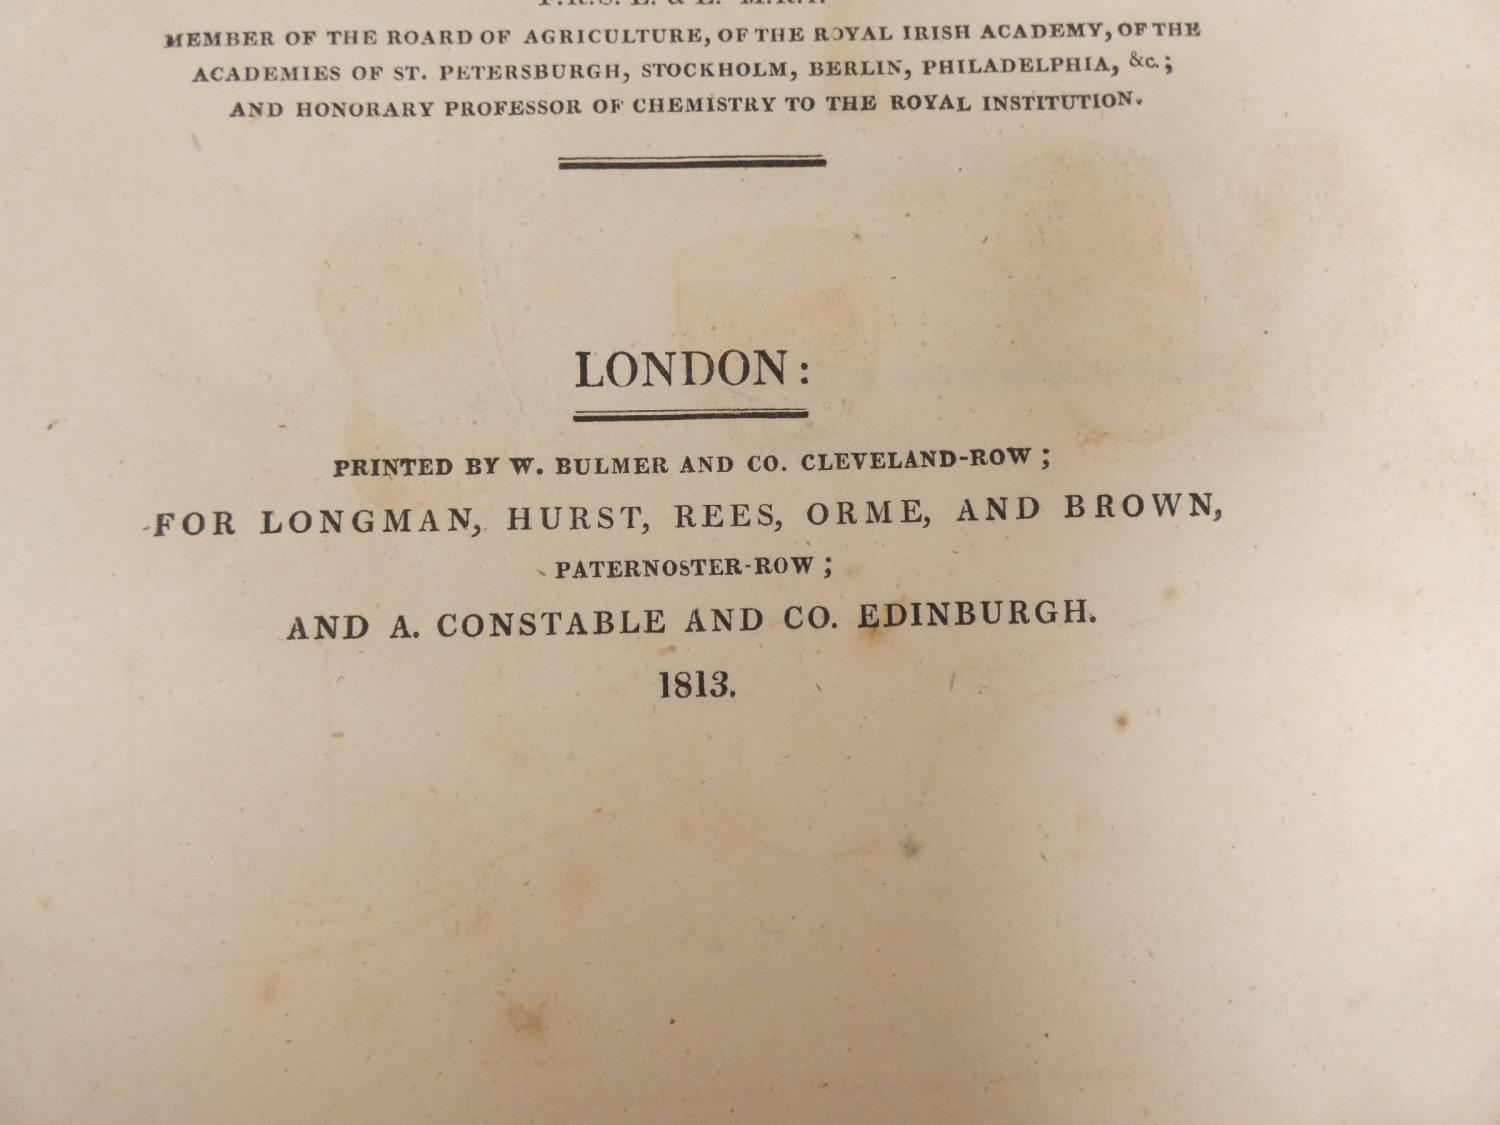 MEMBER OF THE ROARD OF AGRICULTURE, OF THE ROYAL IRISH ACADEMY, OF THE
ACADEMIES OF ST. PETERSBURGH, STOCKHOLM, BERLIN, PHILADELPHIA, &c.;
AND HONORARY PROFESSOR OF CHEMISTRY TO THE ROYAL INSTITUTION.
LONDON:
PRINTED BY W. BULMER AND CO. CLEVELAND-ROW;
FOR LONGMAN, HURST, REES, ORME, AND BROWN,
PATERNOSTER-ROW;
AND A. CONSTABLE AND CO. EDINBURGH.
1813.